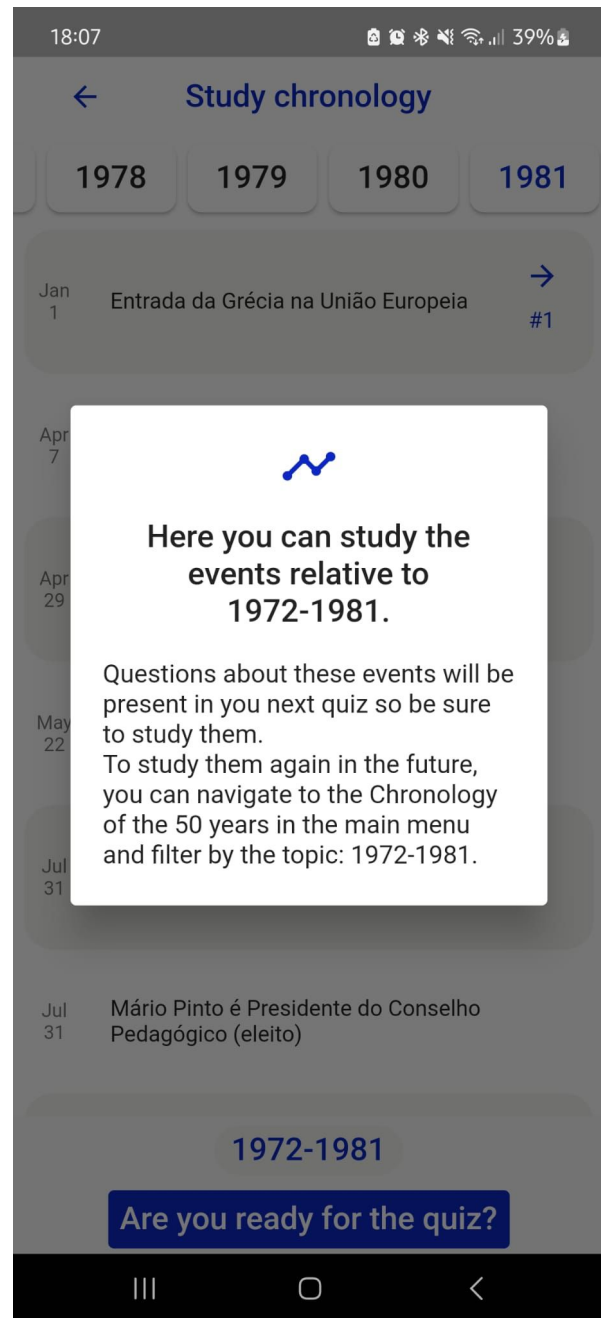 18:07
39%
Study chronology
1978
1979
1980
1981
Jan
1
Entrada da Grécia na União Europeia
#1
Apr
7
Apr
29
May
22
Jul
31
Here you can study the
events relative to
1972-1981.
Questions about these events will be
present in you next quiz so be sure
to study them.
To study them again in the future,
you can navigate to the Chronology
of the 50 years in the main menu
and filter by the topic: 1972-1981.
Jul
31
Mário Pinto é Presidente do Conselho
Pedagógico (eleito)
1972-1981
Are you ready for the quiz?